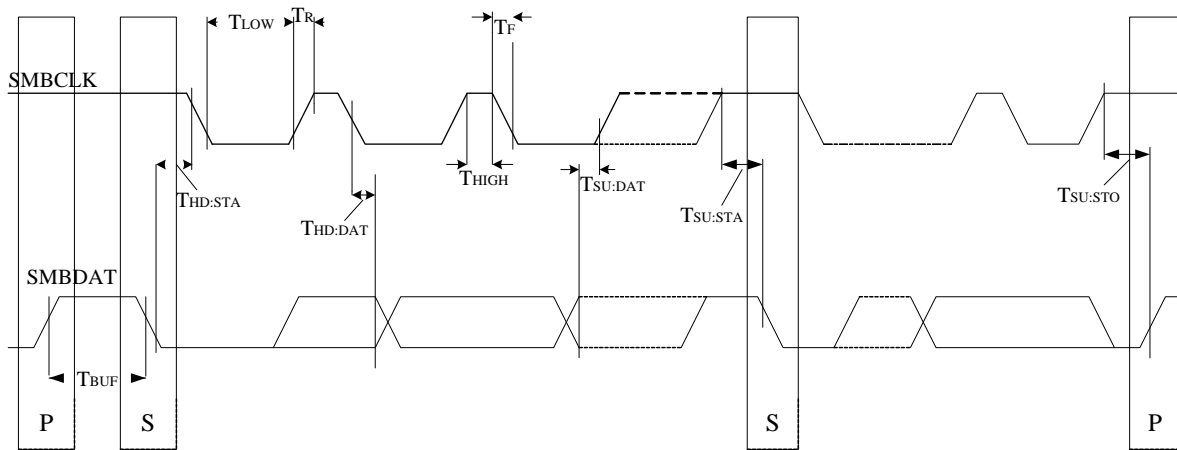 TLOW
TR
TF
SMBCLK
THD:STA
THD:DAT
THIGH
TSU:DAT
TSU:STA
TSU:STO
SMBDAT
TBUF
P
S
S
P